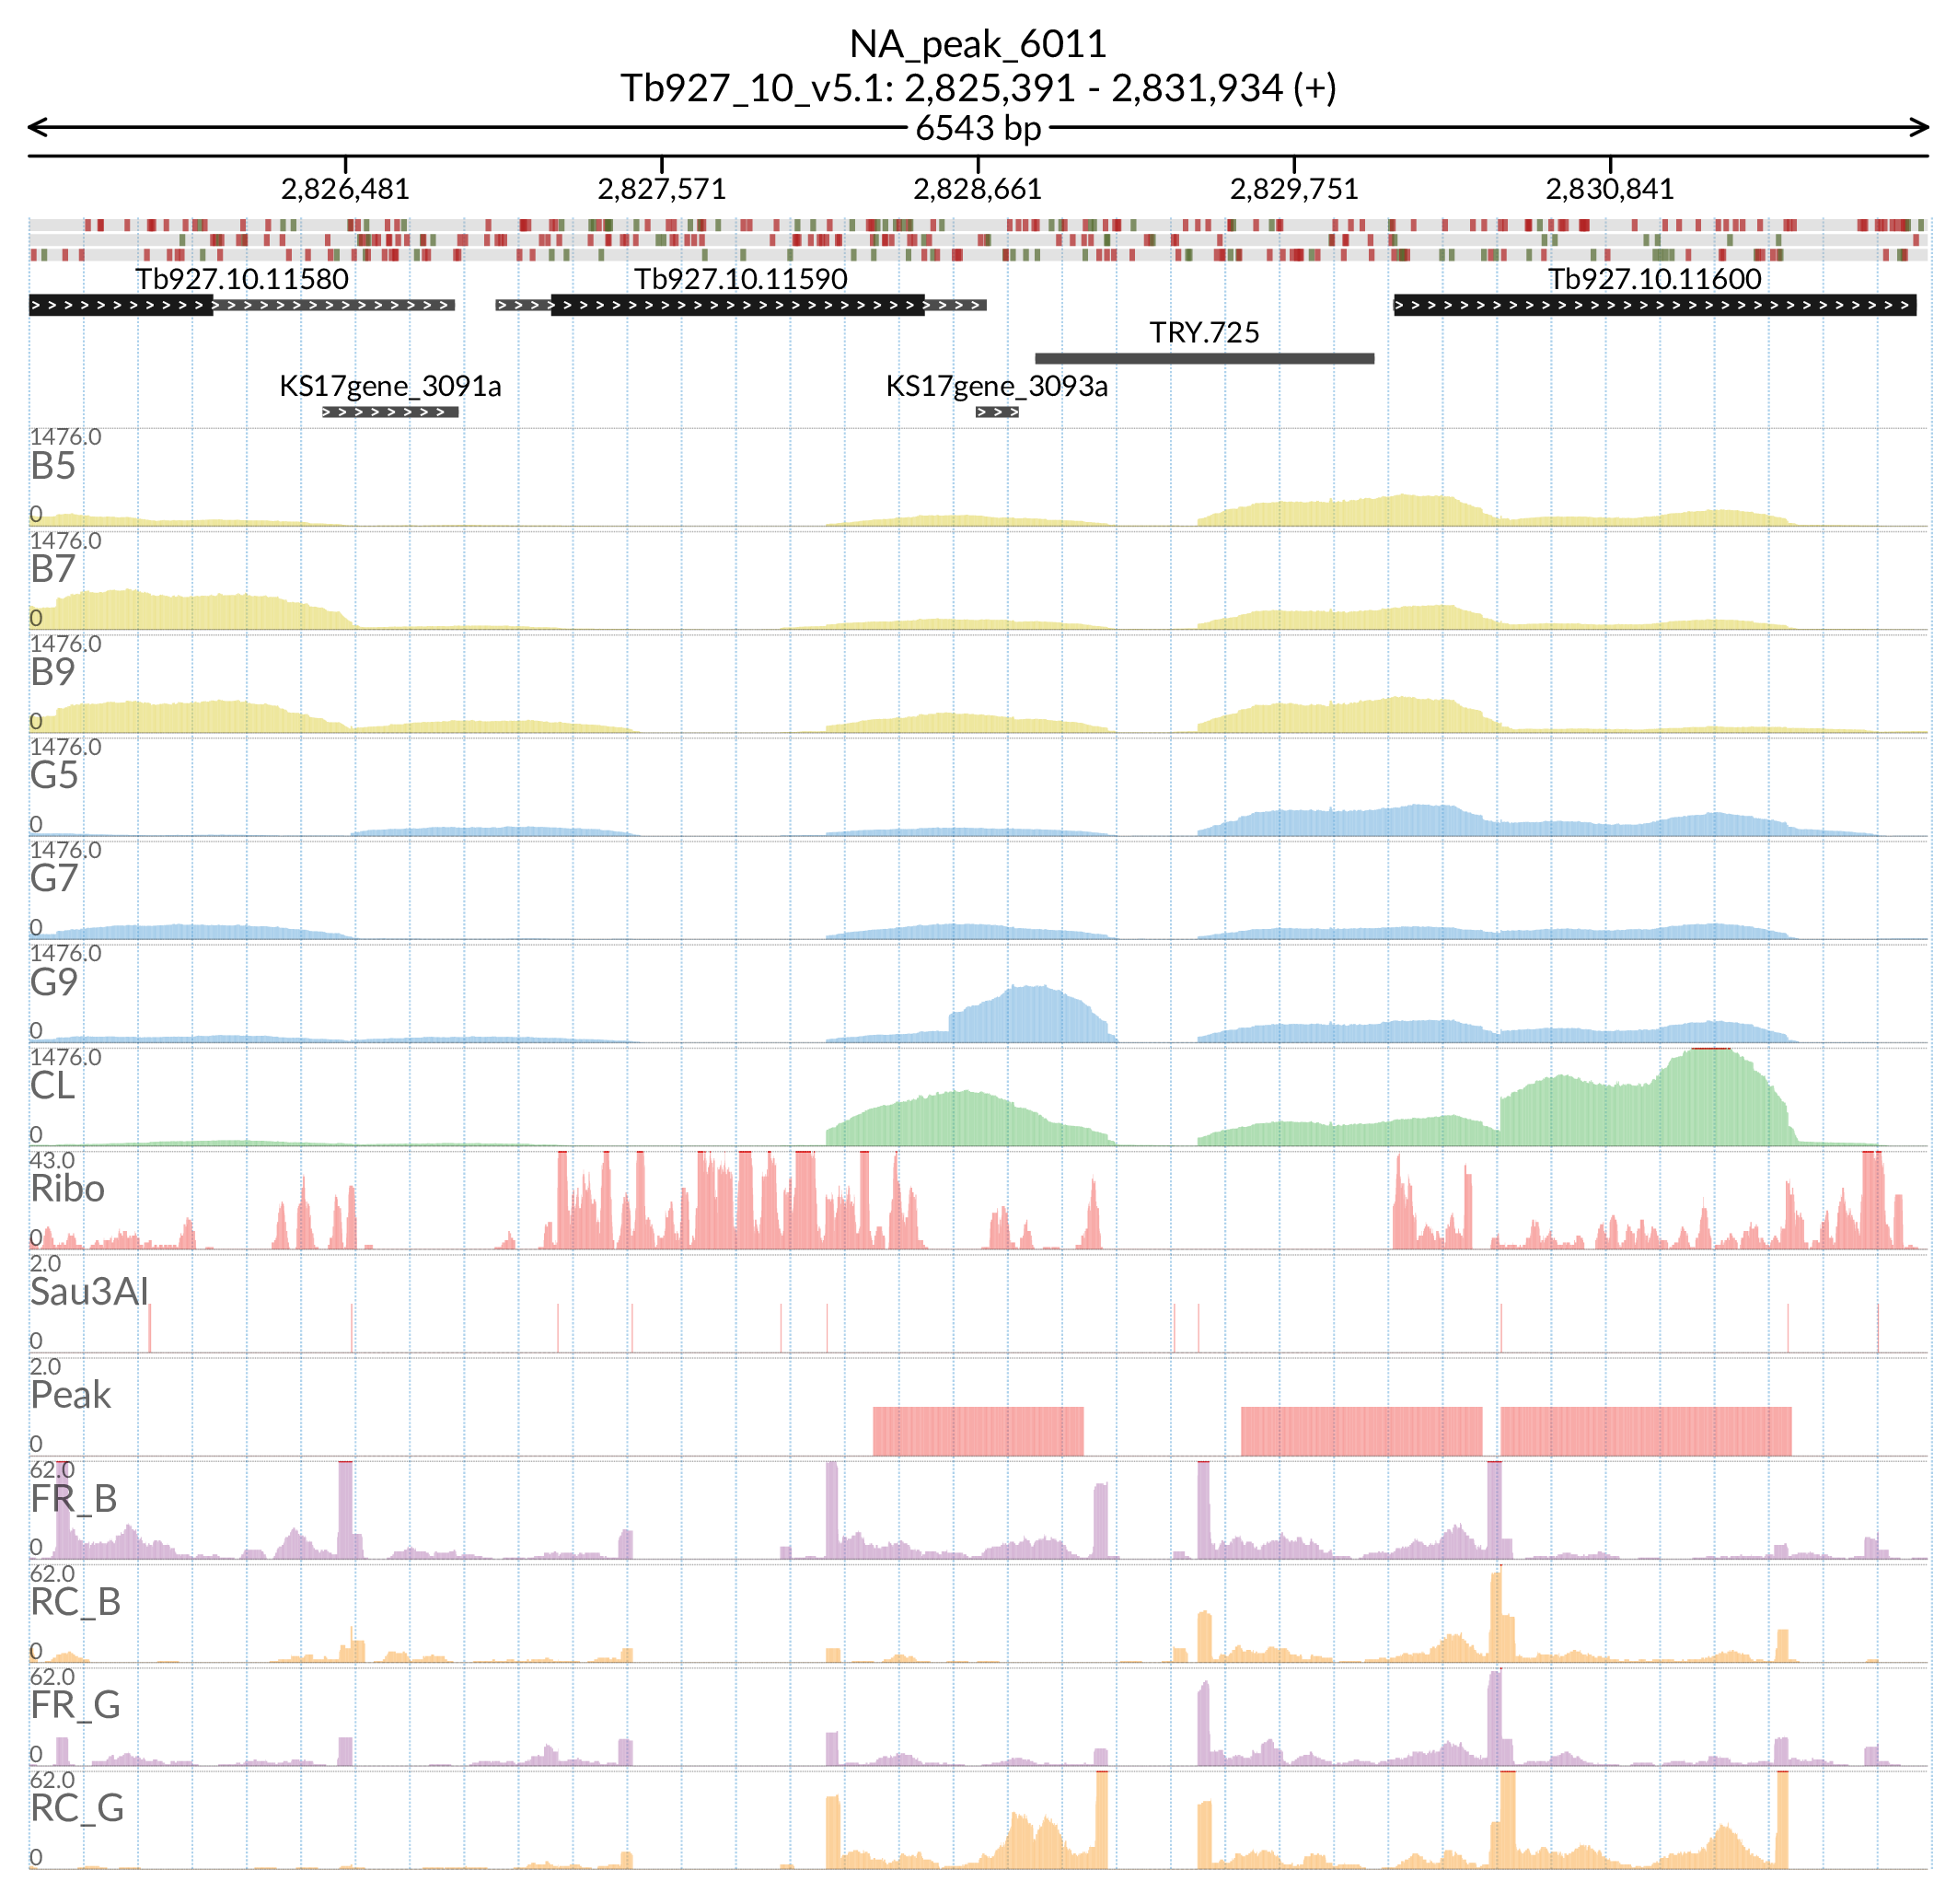 NA_peak_6011
Tb927_10_v5.1: 2,825,391 - 2,831,934 (+)
6543 bp
2,826,481 2,827,571 2,828,661 2,829,751 2,830,841
Tb927.10.11580 Tb927.10.11590 Tb927.10.11600
TRY.725
KS17gene_3091a KS17gene_3093a
1476.0
B5
0
1476.0
B7
0
1476.0
B9
0
1476.0
G5
0
1476.0
G7
0
1476.0
G9
0
1476.0
CL
0
43.0
Ribo
0
2.0
Sau3AI
0
2.0
Peak
0
62.0
FR_B
0
62.0
RC_B
0
62.0
FR_G
0
62.0
RC_G
0